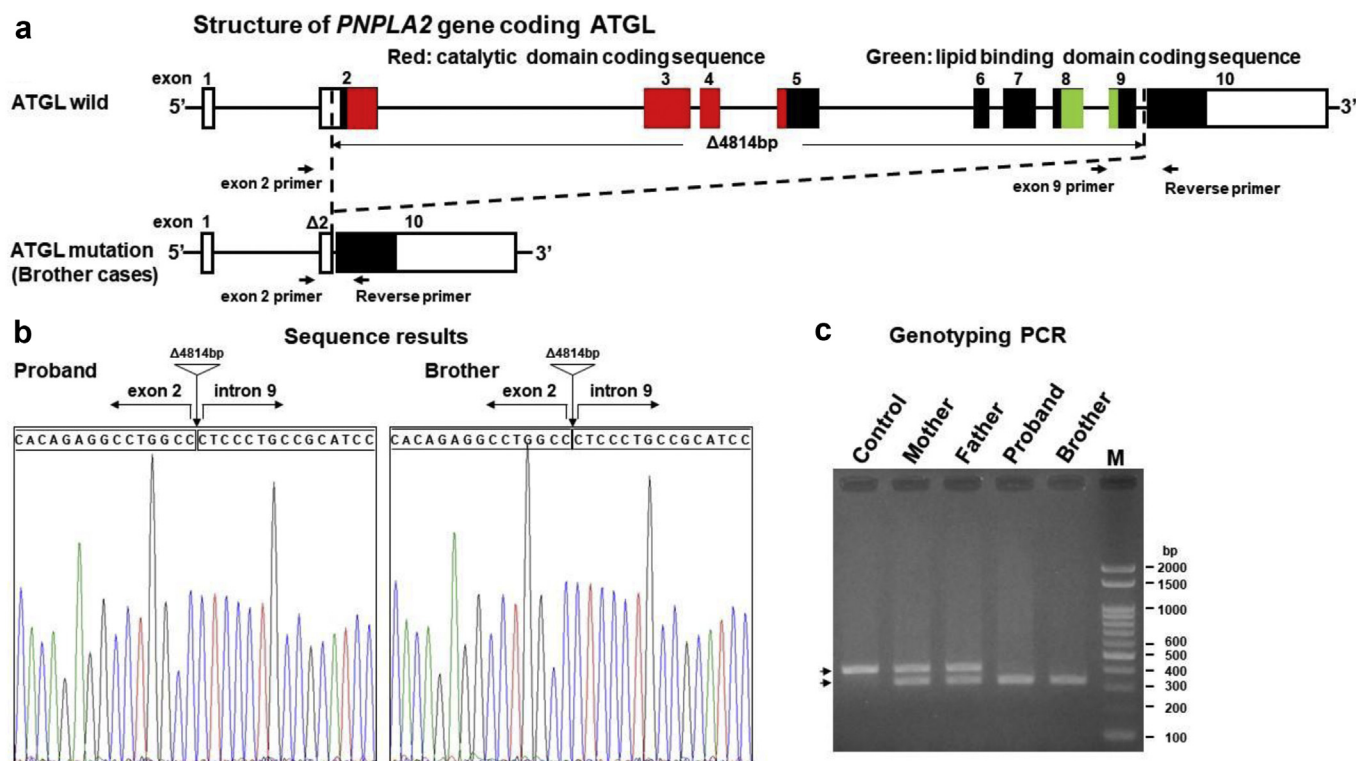 a
Structure of PNPLA2 gene coding ATGL
Red: catalytic domain coding sequence
Green: lipid binding domain coding sequence
exon 1 2 3 4 5 6 7 8 9 10
ATGL wild 5’ 3’
Δ4814bp
exon 2 primer
exon 9 primer
Reverse primer
exon 1 Δ2 10
ATGL mutation 5’ 3’
(Brother cases)
exon 2 primer Reverse primer
b
Sequence results
Proband
Δ4814bp
exon 2 intron 9
CACAGAGGCCTGGCCCTCCCTGCCGCATCC
Brother
Δ4814bp
exon 2 intron 9
CACAGAGGCCTGGCCCTCCCTGCCGCATCC
c
Genotyping PCR
Control
Mother
Father
Proband
Brother
M
bp
2000
1500
1000
600
500
400
300
200
100